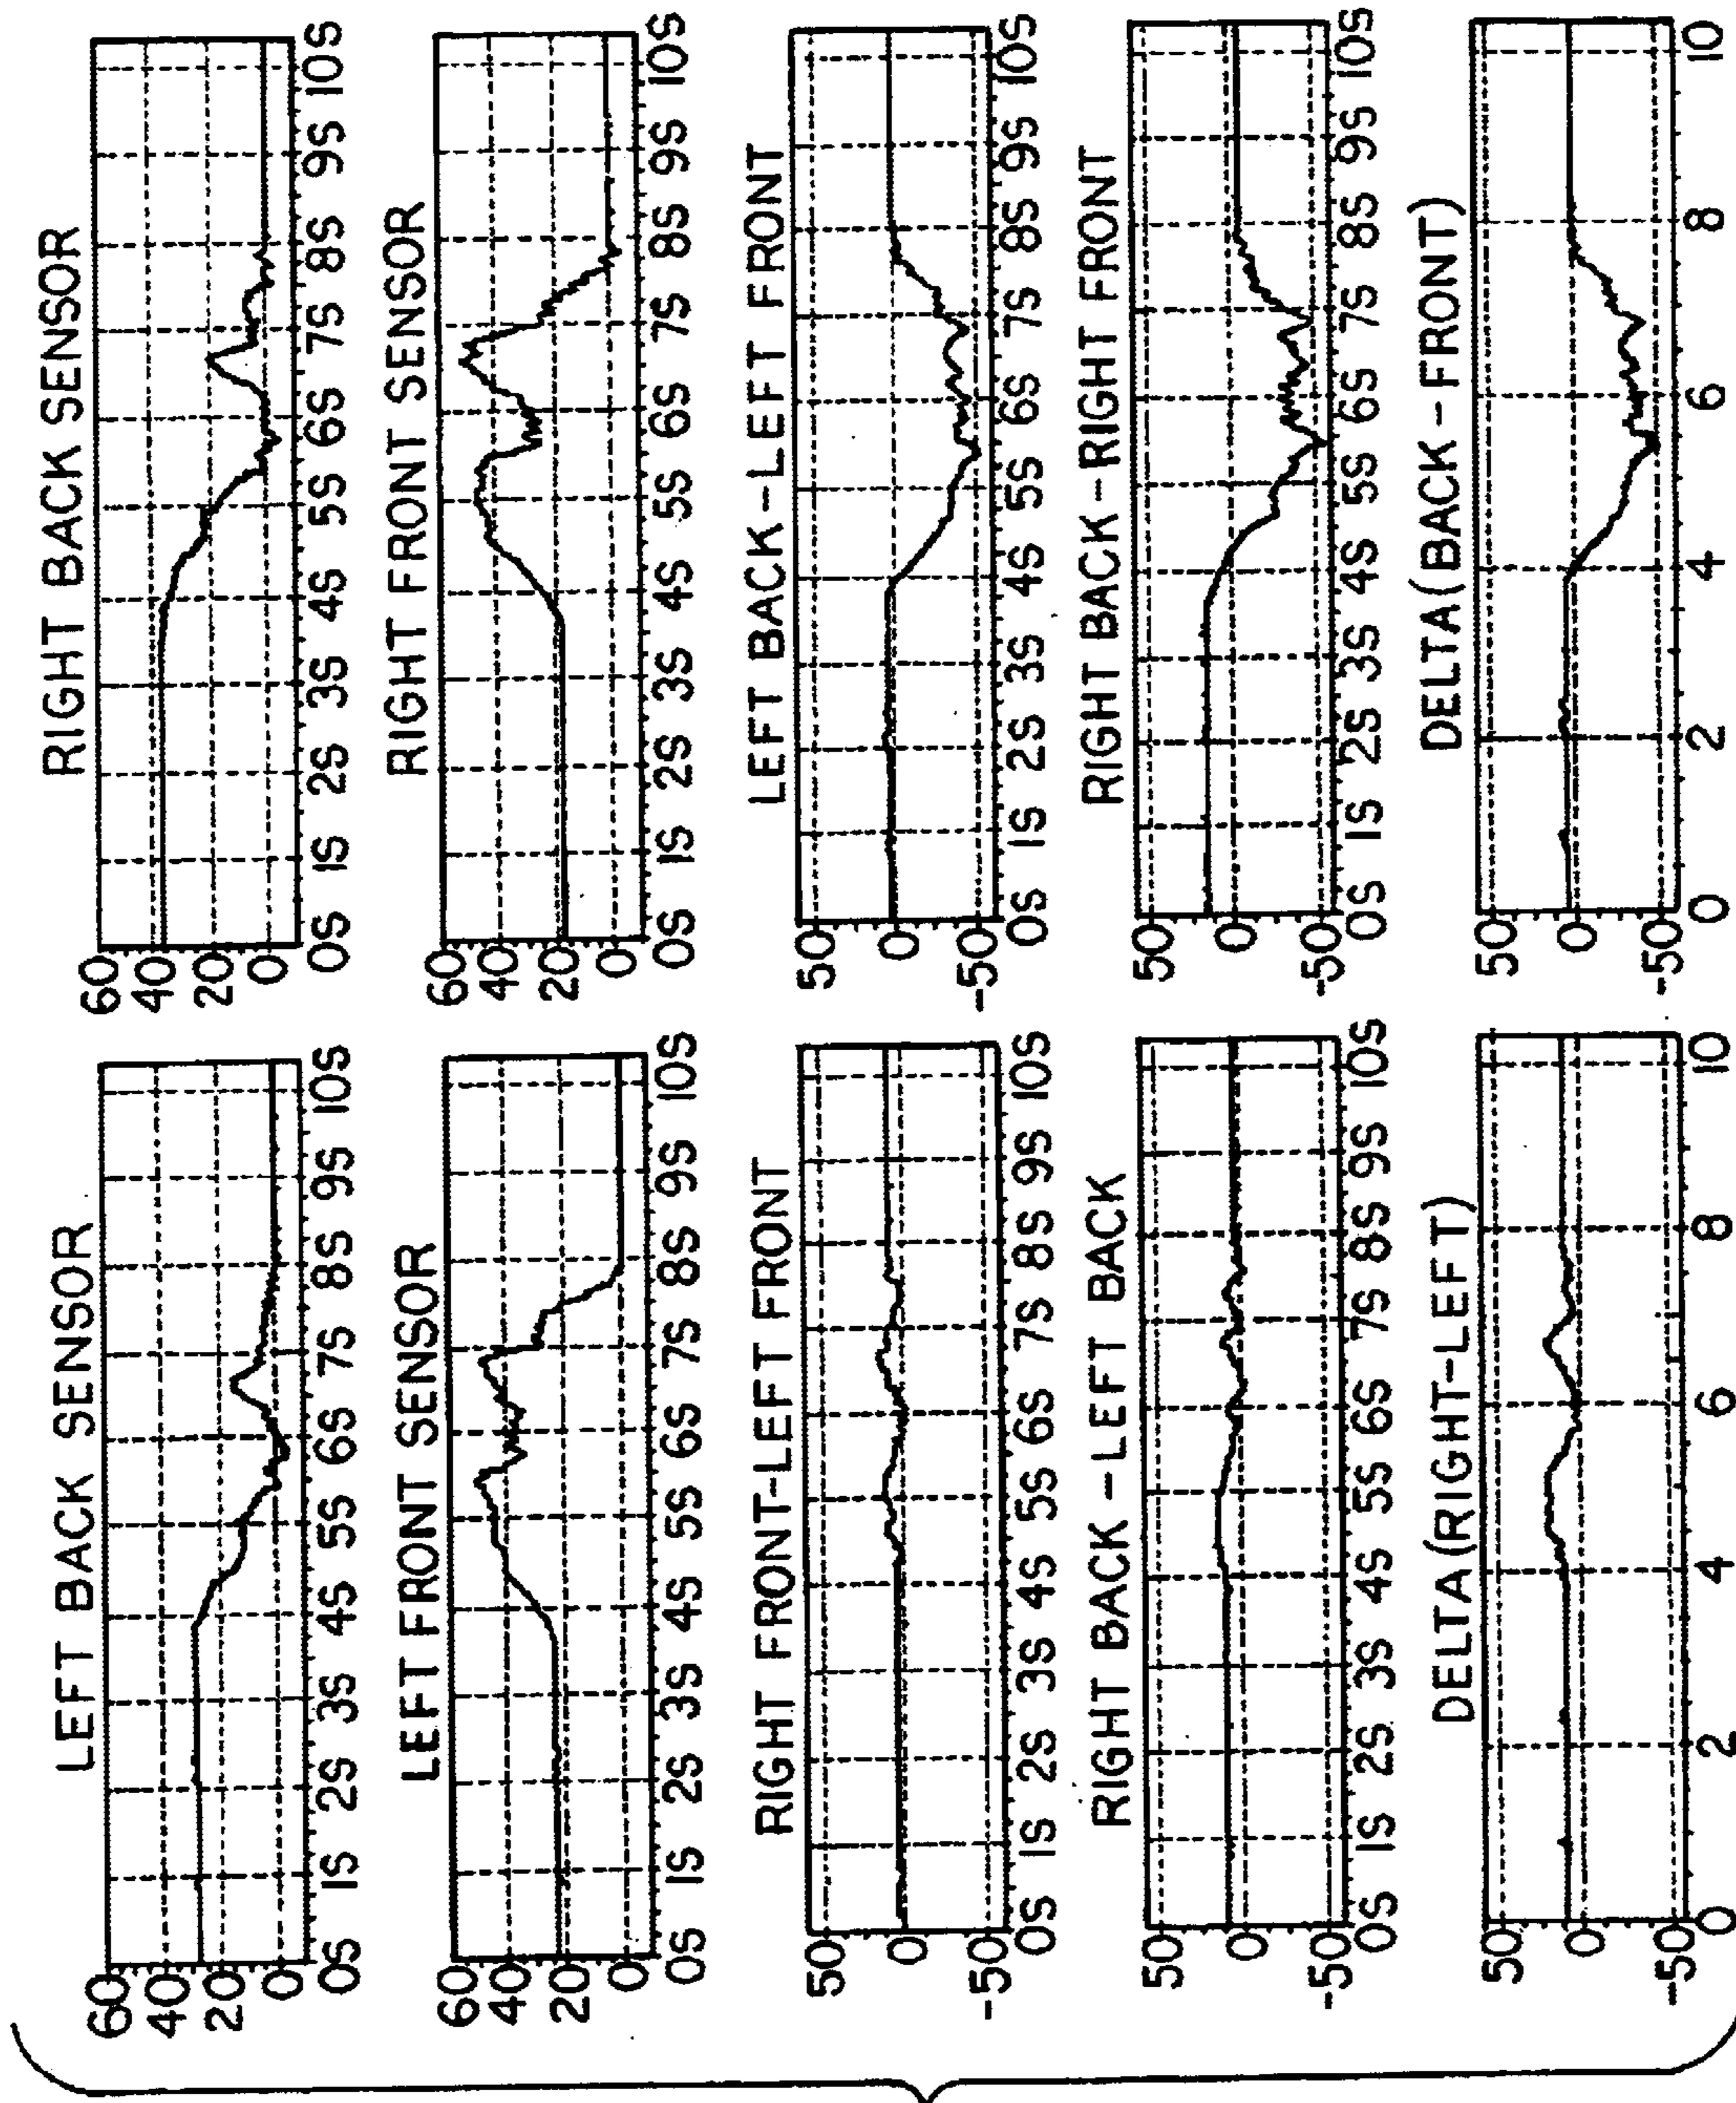 LEFT BACK SENSOR
60
40
20
0
0S 1S 2S 3S 4S 5S 6S 7S 8S 9S 10S
RIGHT BACK SENSOR
60
40
20
0
0S 1S 2S 3S 4S 5S 6S 7S 8S 9S 10S
LEFT FRONT SENSOR
60
40
20
0
0S 1S 2S 3S 4S 5S 6S 7S 8S 9S 10S
RIGHT FRONT SENSOR
60
40
20
0
0S 1S 2S 3S 4S 5S 6S 7S 8S 9S 10S
RIGHT FRONT-LEFT FRONT
50
0
-50
0S 1S 2S 3S 4S 5S 6S 7S 8S 9S 10S
LEFT BACK-LEFT FRONT
50
0
-50
0S 1S 2S 3S 4S 5S 6S 7S 8S 9S 10S
RIGHT BACK-LEFT BACK
50
0
-50
0S 1S 2S 3S 4S 5S 6S 7S 8S 9S 10S
RIGHT BACK-RIGHT FRONT
50
0
-50
0S 1S 2S 3S 4S 5S 6S 7S 8S 9S 10S
DELTA (RIGHT-LEFT)
50
0
-50
0 2 4 6 8 10
DELTA (BACK-FRONT)
50
0
-50
0 2 4 6 8 10